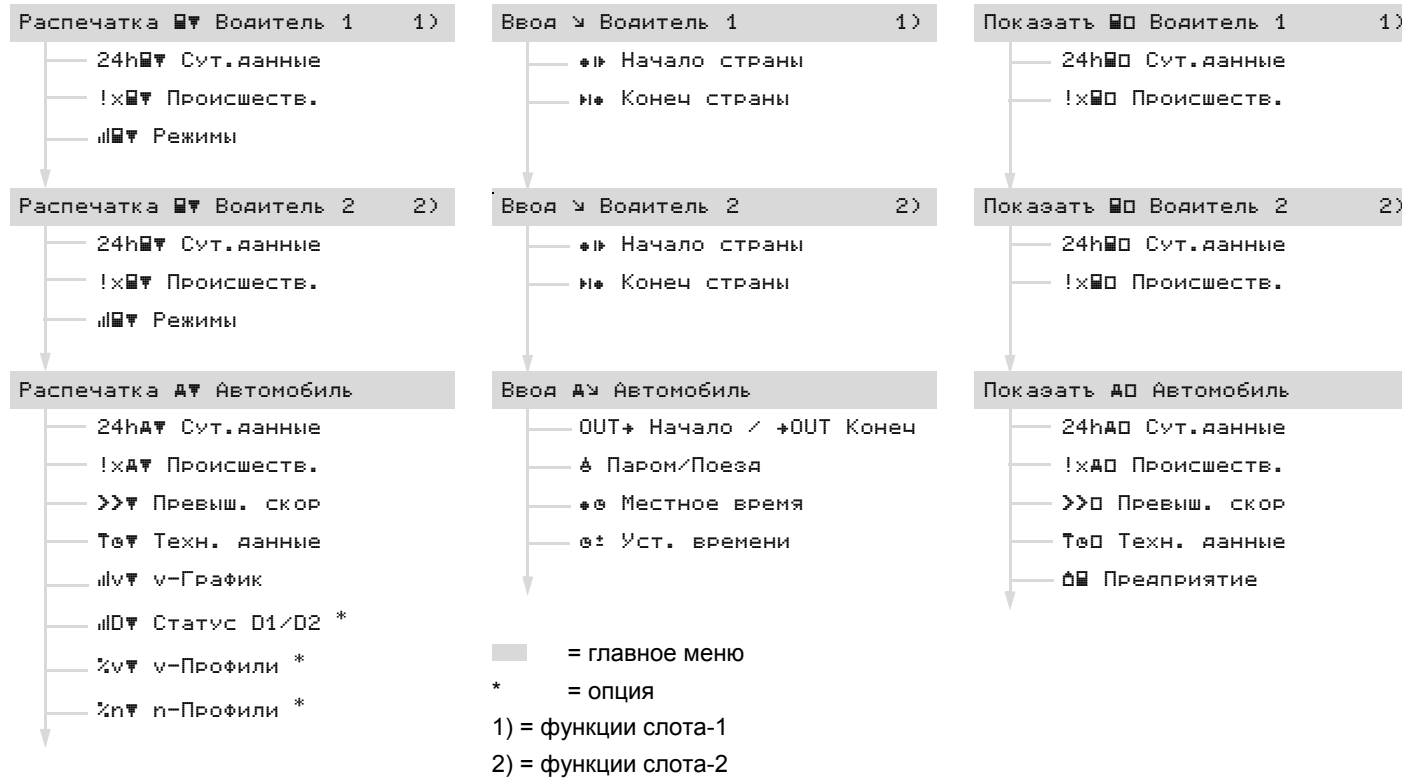 Распечатка Водитель 1 1)
24h Сут.данные
!x Происшеств.
Режимы
Распечатка Водитель 2 2)
24h Сут.данные
!x Происшеств.
Режимы
Распечатка Автомобиль
24h Сут.данные
!x Происшеств.
>> Превыш. скор
Техн. данные
v v-График
D Статус D1/D2 *
%v v-Профили *
%n n-Профили *
Ввод Водитель 1 1)
Начало страны
Конец страны
Ввод Водитель 2 2)
Начало страны
Конец страны
Ввод Автомобиль
OUT Начало / OUT Конец
Паром/Поезд
Местное время
Уст. времени
= главное меню
* = опция
1) = функции слота-1
2) = функции слота-2
Показать Водитель 1 1)
24h Сут.данные
!x Происшеств.
Показать Водитель 2 2)
24h Сут.данные
!x Происшеств.
Показать Автомобиль
24h Сут.данные
!x Происшеств.
>> Превыш. скор
Техн. данные
Предприятие